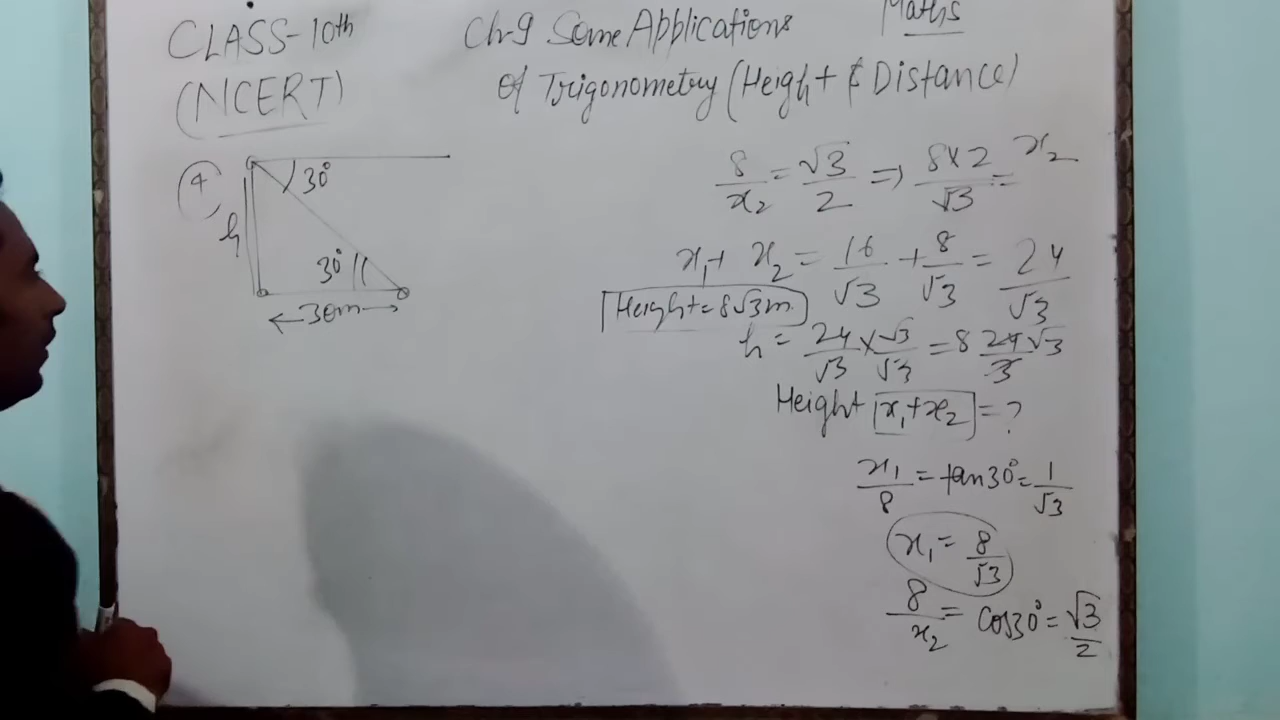 CLASS-10th
(NCERT)
Ch-9 Some Applications
Of Trigonometry (Height & Distance)
Maths
4
30°
h
30°
30m
8/x₂ = √3/2 ⇒ 8×2/√3 = x₂
x₁+ x₂ = 16/√3 + 8/√3 = 24/√3
Height = 8√3m
h = 24/√3 × √3/√3 = 8 24/3 √3
Height x₁+x₂ = ?
x₁/8 = tan30° = 1/√3
x₁ = 8/√3
8/x₂ = cos30° = √3/2